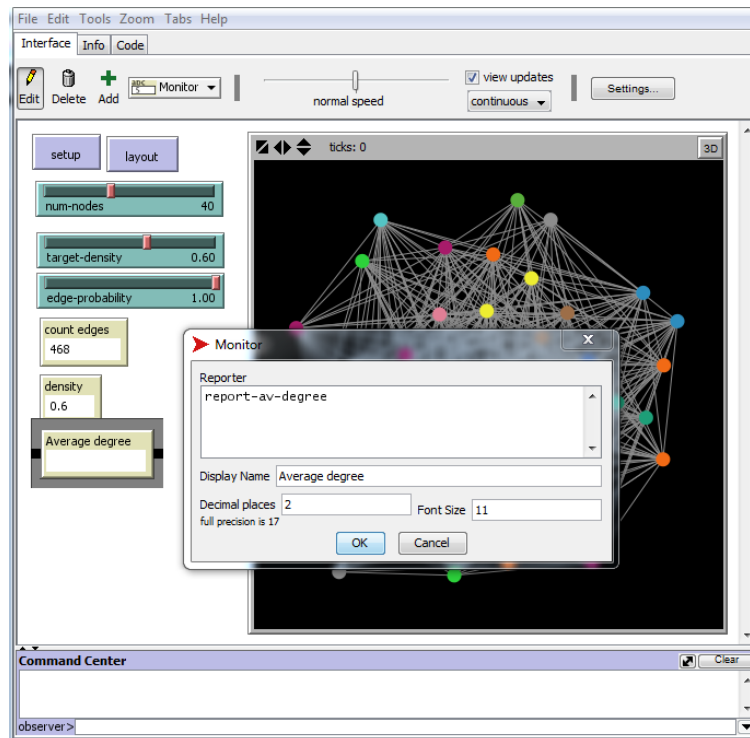 File Edit Tools Zoom Tabs Help
Interface Info Code
Edit Delete Add abc 5 Monitor normal speed view updates continuous Settings...
setup layout ticks: 0 3D
num-nodes 40
target-density 0.60
edge-probability 1.00
count edges
468
density
0.6
Average degree
Monitor X
Reporter
report-av-degree
Display Name Average degree
Decimal places 2 Font Size 11
full precision is 17
OK Cancel
Command Center Clear
observer>